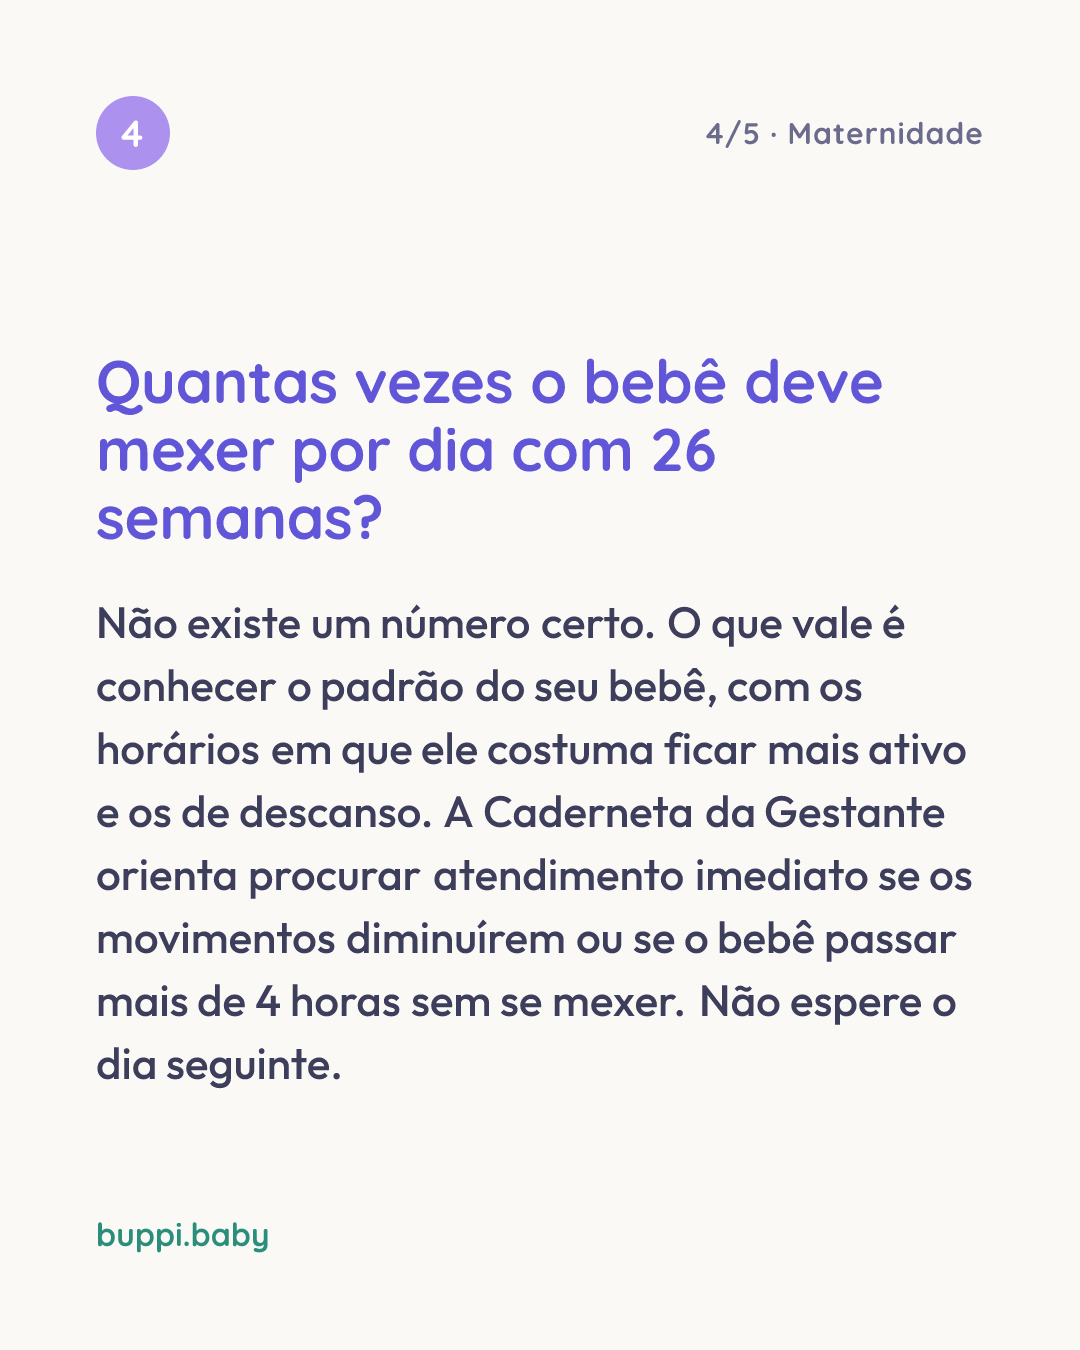 4
4/5 · Maternidade
Quantas vezes o bebê deve
mexer por dia com 26
semanas?
Não existe um número certo. O que vale é
conhecer o padrão do seu bebê, com os
horários em que ele costuma ficar mais ativo
e os de descanso. A Caderneta da Gestante
orienta procurar atendimento imediato se os
movimentos diminuírem ou se o bebê passar
mais de 4 horas sem se mexer. Não espere o
dia seguinte.
buppi.baby